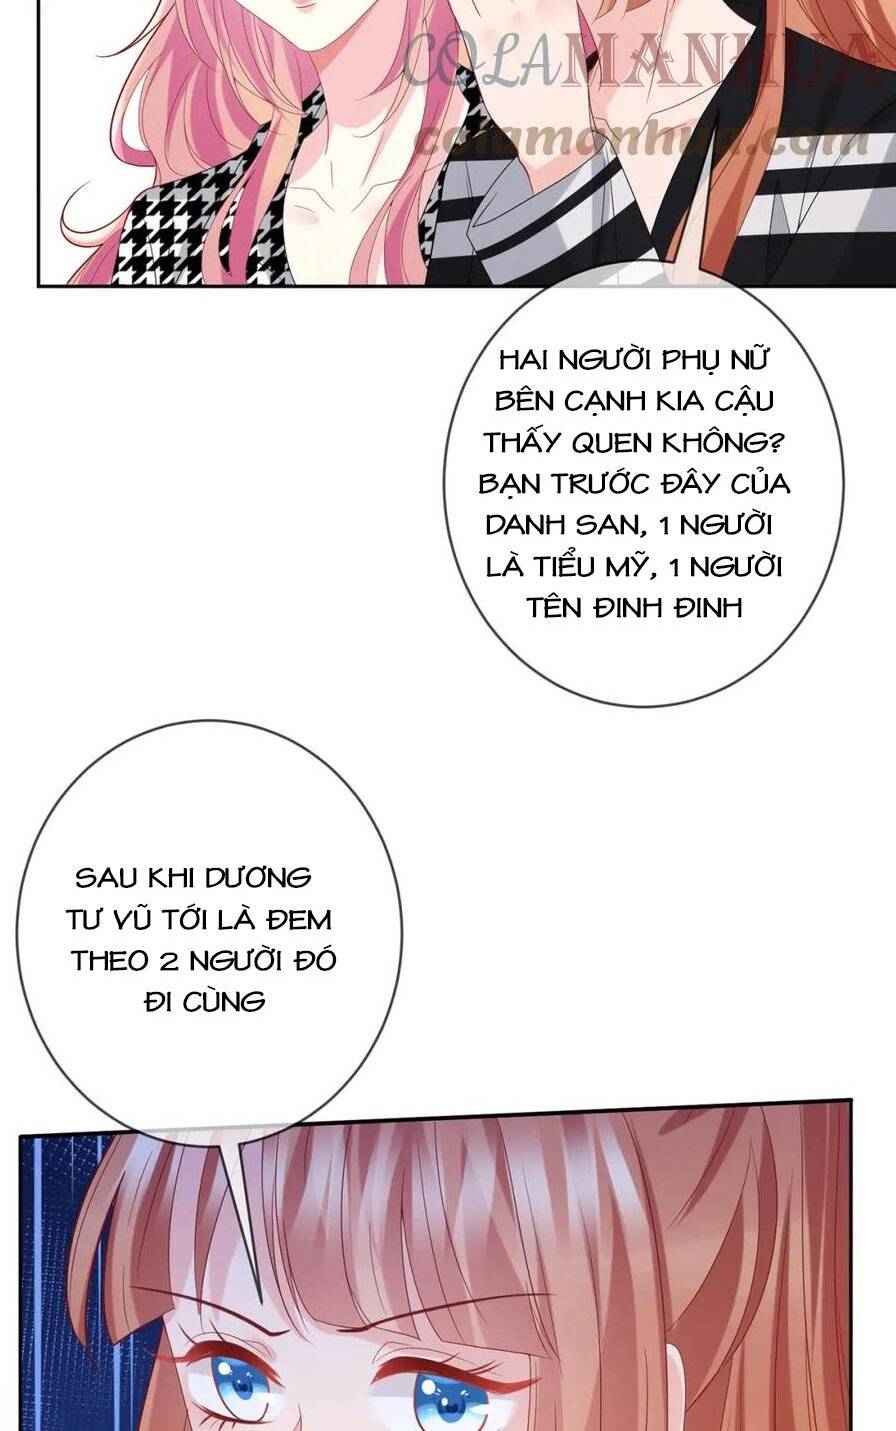 COLAMANHUA
colamanhua.com
HAI NGƯỜI PHỤ NỮ
BÊN CẠNH KIA CẬU
THẤY QUEN KHÔNG?
BẠN TRƯỚC ĐÂY CỦA
DANH SAN, 1 NGƯỜI
LÀ TIỂU MỸ, 1 NGƯỜI
TÊN ĐINH ĐINH
SAU KHI DƯƠNG
TƯ VŨ TỚI LÀ ĐEM
THEO 2 NGƯỜI ĐÓ
ĐI CÙNG